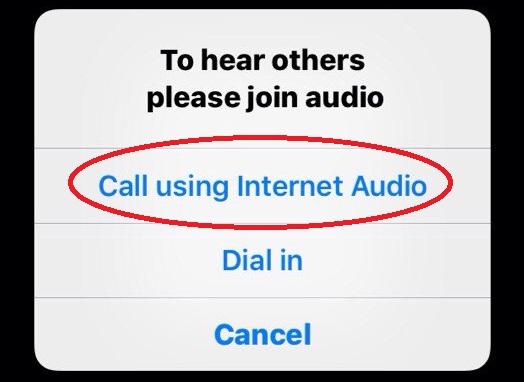 To hear others
please join audio
Call using Internet Audio
Dial in
Cancel